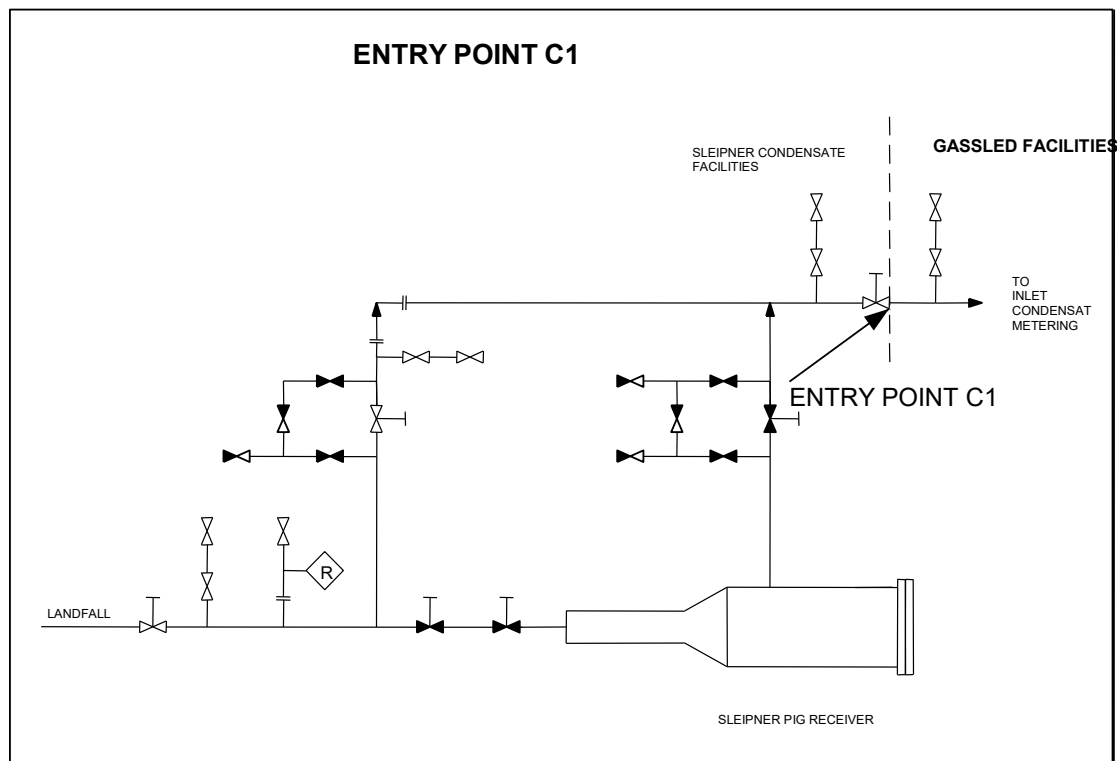 ENTRY POINT C1
SLEIPNER CONDENSATE
FACILITIES
GASSLED FACILITIES
TO
INLET
CONDENSAT
METERING
ENTRY POINT C1
R
LANDFALL
SLEIPNER PIG RECEIVER